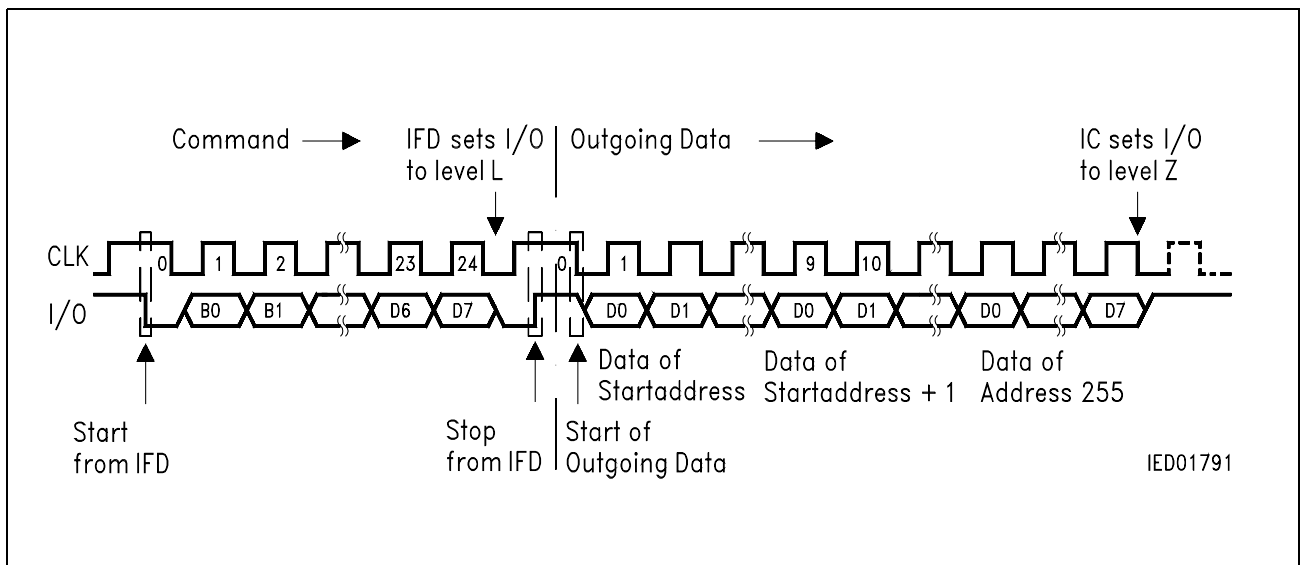 Command
IFD sets I/O
to level L
Outgoing Data
IC sets I/O
to level Z
CLK
0
1
2
23
24
0
1
9
10
I/O
B0
B1
D6
D7
D0
D1
D0
D1
D0
D7
Data of
Startaddress
Data of
Startaddress + 1
Data of
Address 255
Start
from IFD
Stop
from IFD
Start of
Outgoing Data
IED01791